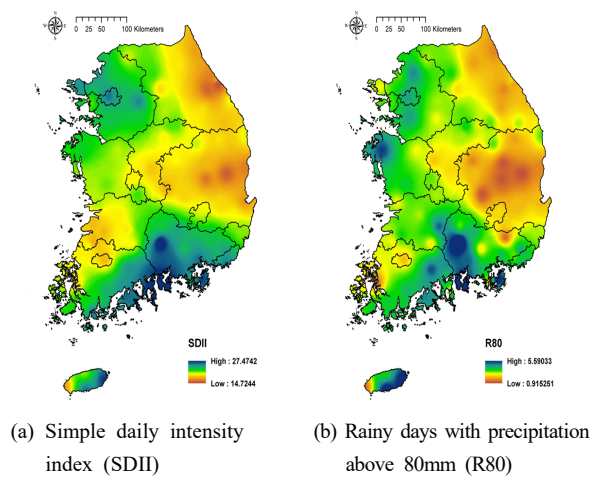 N
W E
S
0 25 50 100 Kilometers
SDII
High : 27.4742
Low : 14.7244
(a) Simple daily intensity
index (SDII)
N
W E
S
0 25 50 100 Kilometers
R80
High : 5.59033
Low : 0.915251
(b) Rainy days with precipitation
above 80mm (R80)